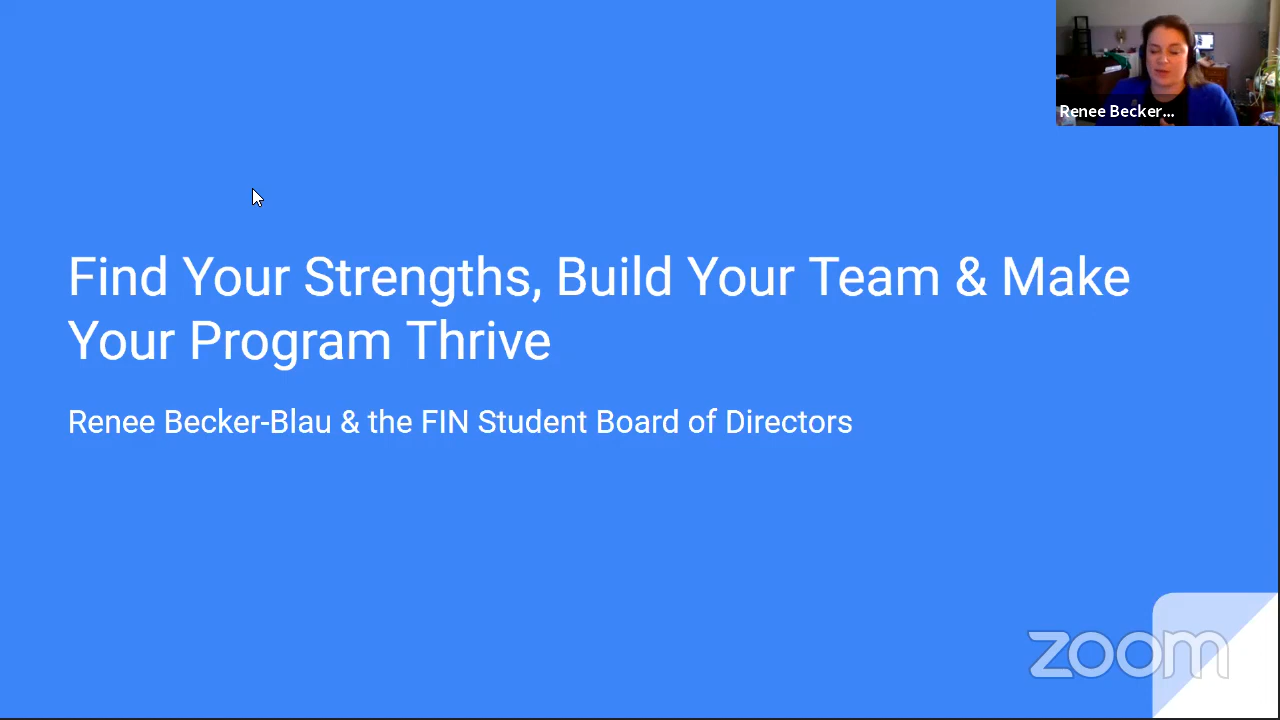 Renee Becker...
Find Your Strengths, Build Your Team & Make
Your Program Thrive
Renee Becker-Blau & the FIN Student Board of Directors
zoom